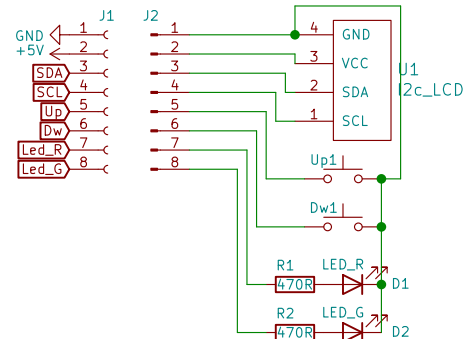 J1 J2
GND 1 1 4 GND
+5V 2 2 3 VCC U1
SDA 3 3 2 SDA I2c_LCD
SCL 4 4 1 SCL
Up 5 5
Dw 6 6
Led_R 7 7
Led_G 8 8
Up1
Dw1
R1 LED_R
470R D1
R2 LED_G
470R D2